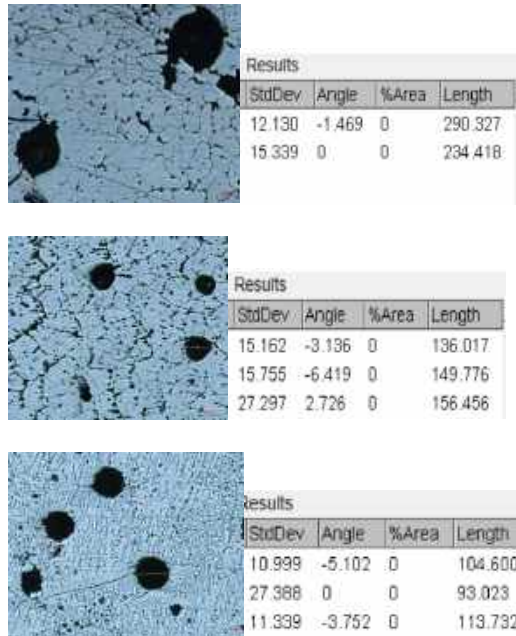 Results
StdDev Angle %Area Length
12.130 -1.469 0 290.327
15.339 0 0 234.418
Results
StdDev Angle %Area Length
15.162 -3.136 0 136.017
15.755 -6.419 0 149.776
27.297 2.726 0 156.456
Results
StdDev Angle %Area Length
10.999 -5.102 0 104.600
27.388 0 0 93.023
11.339 -3.752 0 113.732